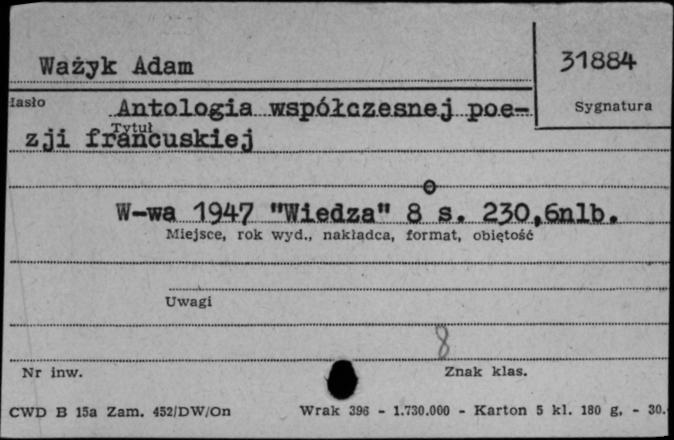 Ważyk Adam
31884
Hasło
Antologia współczesnej poe-
Sygnatura
Tytuł
zji francuskiej
o
W-wa 1947 "Wiedza" 8 s. 230,6nlb.
Miejsce, rok wyd., nakładca, format, objętość
Uwagi
8
Nr inw.
Znak klas.
CWD B 15a Zam. 452/DW/On Wrak 396 - 1.730.000 - Karton 5 kl. 180 g. - 30.